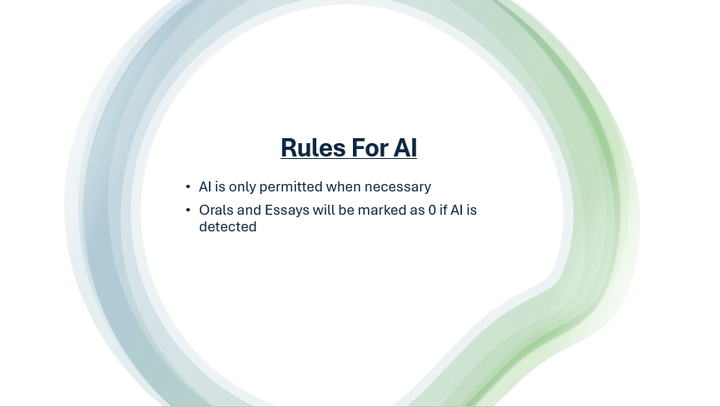 Rules For AI
• AI is only permitted when necessary
• Orals and Essays will be marked as 0 if AI is
detected